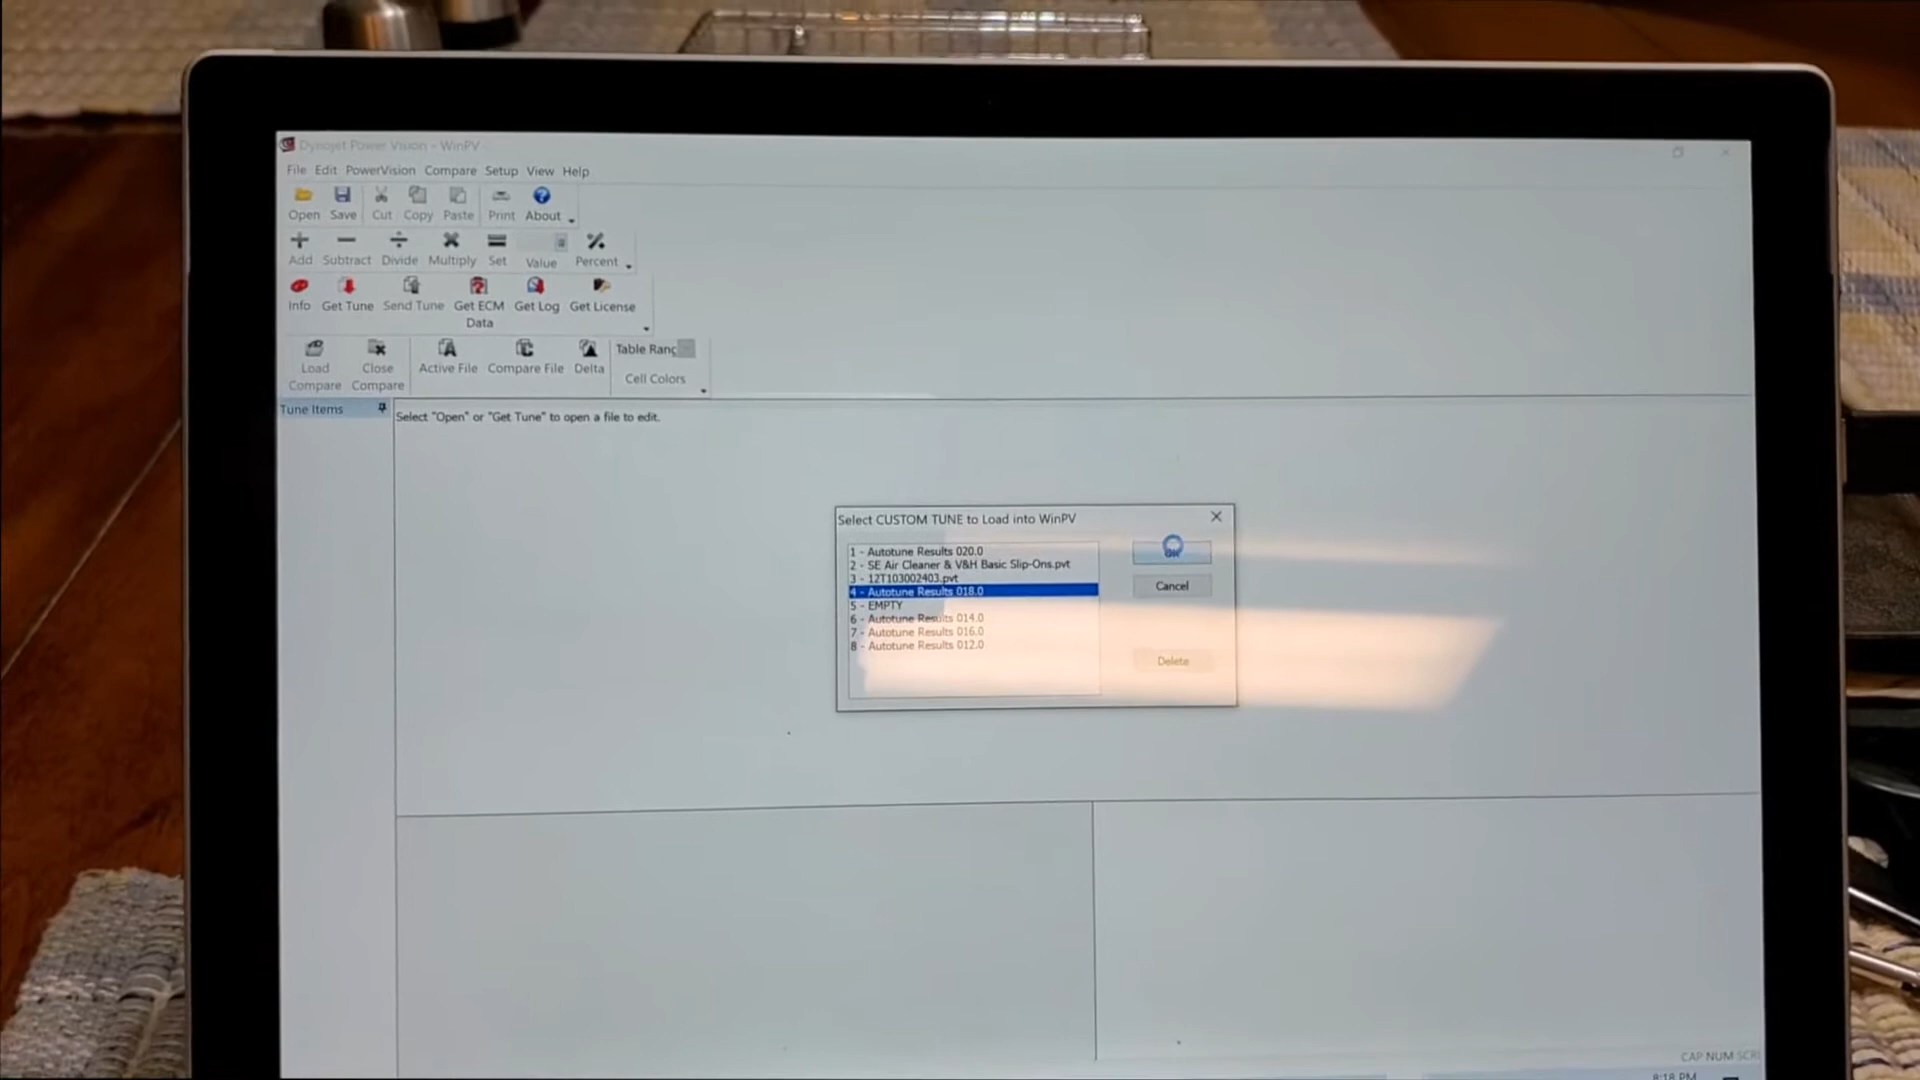 Dynojet Power Vision - WinPV
File Edit PowerVision Compare Setup View Help
Open Save Cut Copy Paste Print About
Add Subtract Divide Multiply Set Value Percent
Info Get Tune Send Tune Get ECM Data Get Log Get License
Load Compare Close Compare Active File Compare File Delta Table Rang
Cell Colors
Tune Items
Select "Open" or "Get Tune" to open a file to edit.
Select CUSTOM TUNE to Load into WinPV
1 - Autotune Results 020.0
2 - SE Air Cleaner & V&H Basic Slip-Ons.pvt
3 - 12T103002403.pvt
4 - Autotune Results 018.0
5 - EMPTY
6 - Autotune Results 014.0
7 - Autotune Results 016.0
8 - Autotune Results 012.0
OK
Cancel
Delete
CAP NUM SCRL
8:18 PM